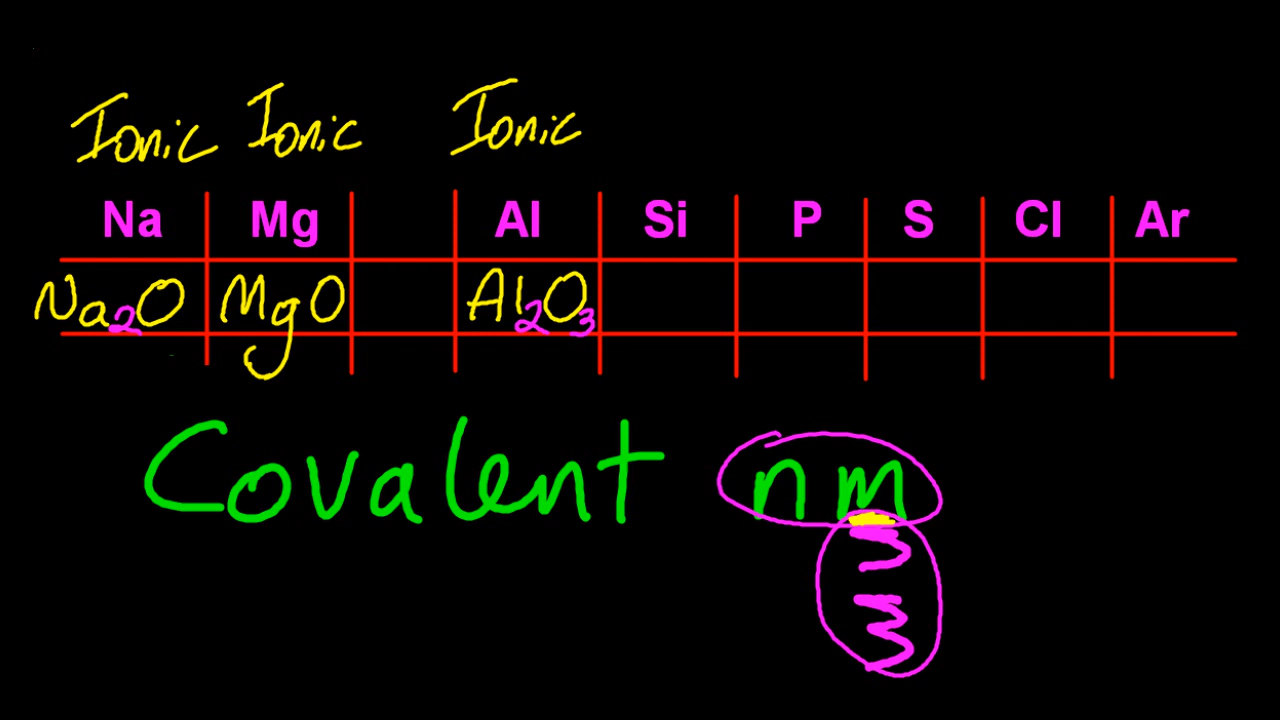 Ionic Ionic Ionic
Na Mg Al Si P S Cl Ar
Na2O MgO Al2O3
Covalent nm